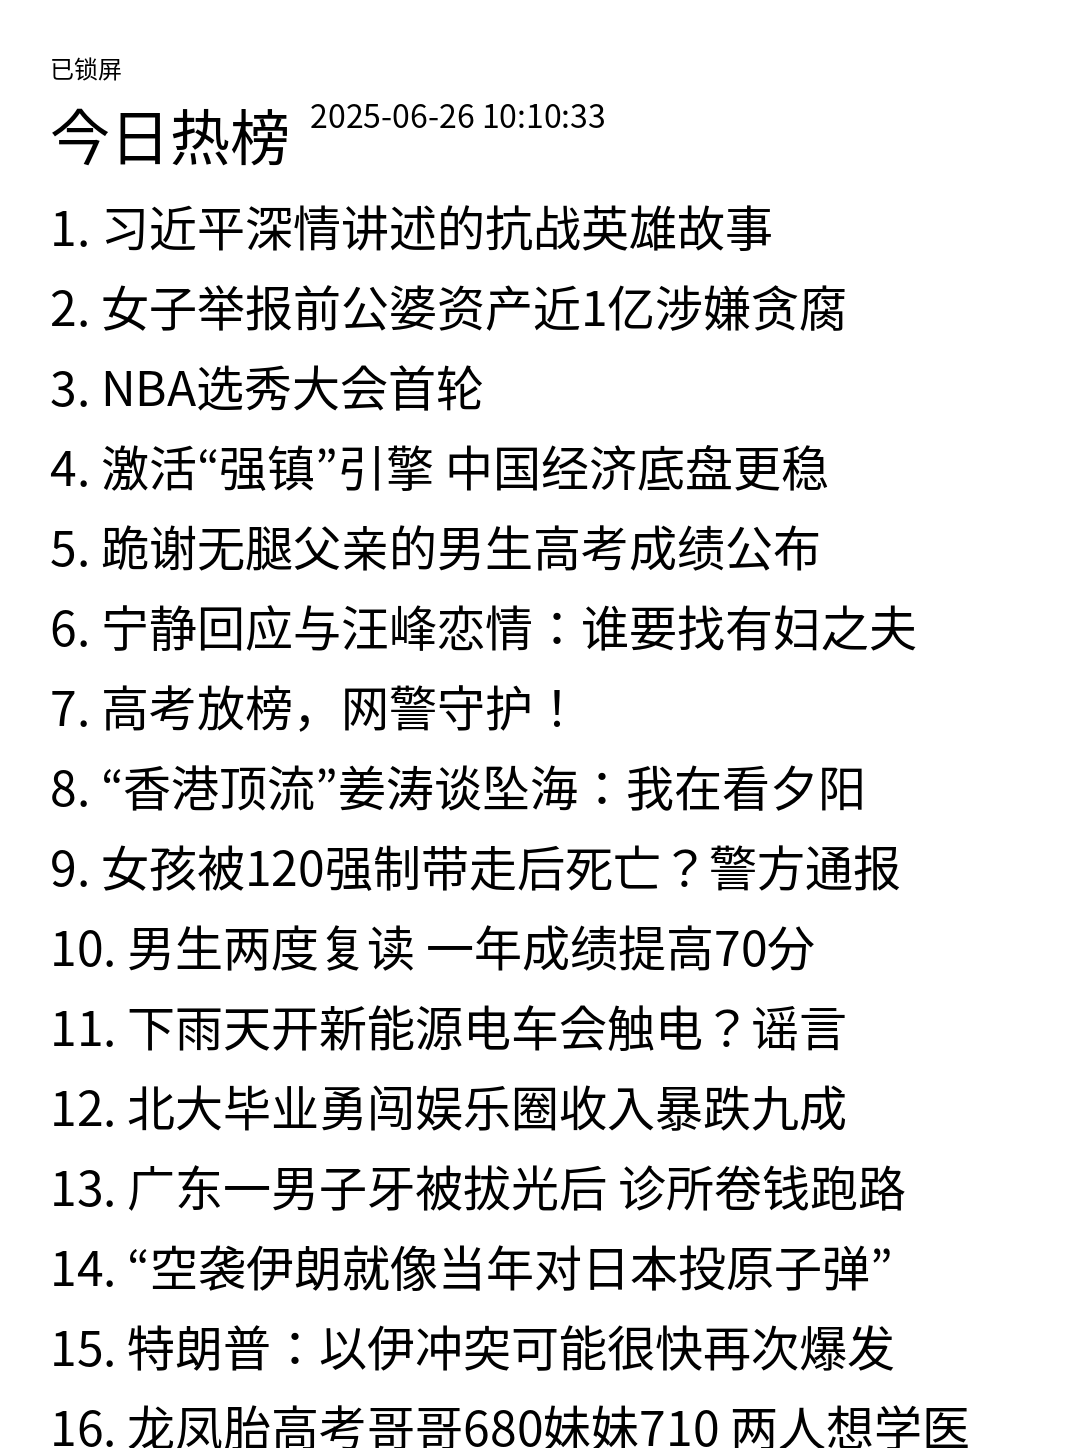 已锁屏
今日热榜 2025-06-26 10:10:33
1. 习近平深情讲述的抗战英雄故事
2. 女子举报前公婆资产近1亿涉嫌贪腐
3. NBA选秀大会首轮
4. 激活“强镇”引擎 中国经济底盘更稳
5. 跪谢无腿父亲的男生高考成绩公布
6. 宁静回应与汪峰恋情：谁要找有妇之夫
7. 高考放榜，网警守护！
8. “香港顶流”姜涛谈坠海：我在看夕阳
9. 女孩被120强制带走后死亡？警方通报
10. 男生两度复读 一年成绩提高70分
11. 下雨天开新能源电车会触电？谣言
12. 北大毕业勇闯娱乐圈收入暴跌九成
13. 广东一男子牙被拔光后 诊所卷钱跑路
14. “空袭伊朗就像当年对日本投原子弹”
15. 特朗普：以伊冲突可能很快再次爆发
16. 龙凤胎高考哥哥680妹妹710 两人想学医